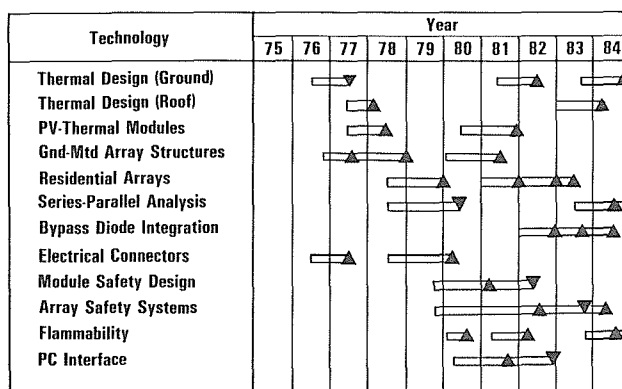 Technology
Year
75 76 77 78 79 80 81 82 83 84
Thermal Design (Ground)
Thermal Design (Roof)
PV-Thermal Modules
Gnd-Mtd Array Structures
Residential Arrays
Series-Parallel Analysis
Bypass Diode Integration
Electrical Connectors
Module Safety Design
Array Safety Systems
Flammability
PC Interface